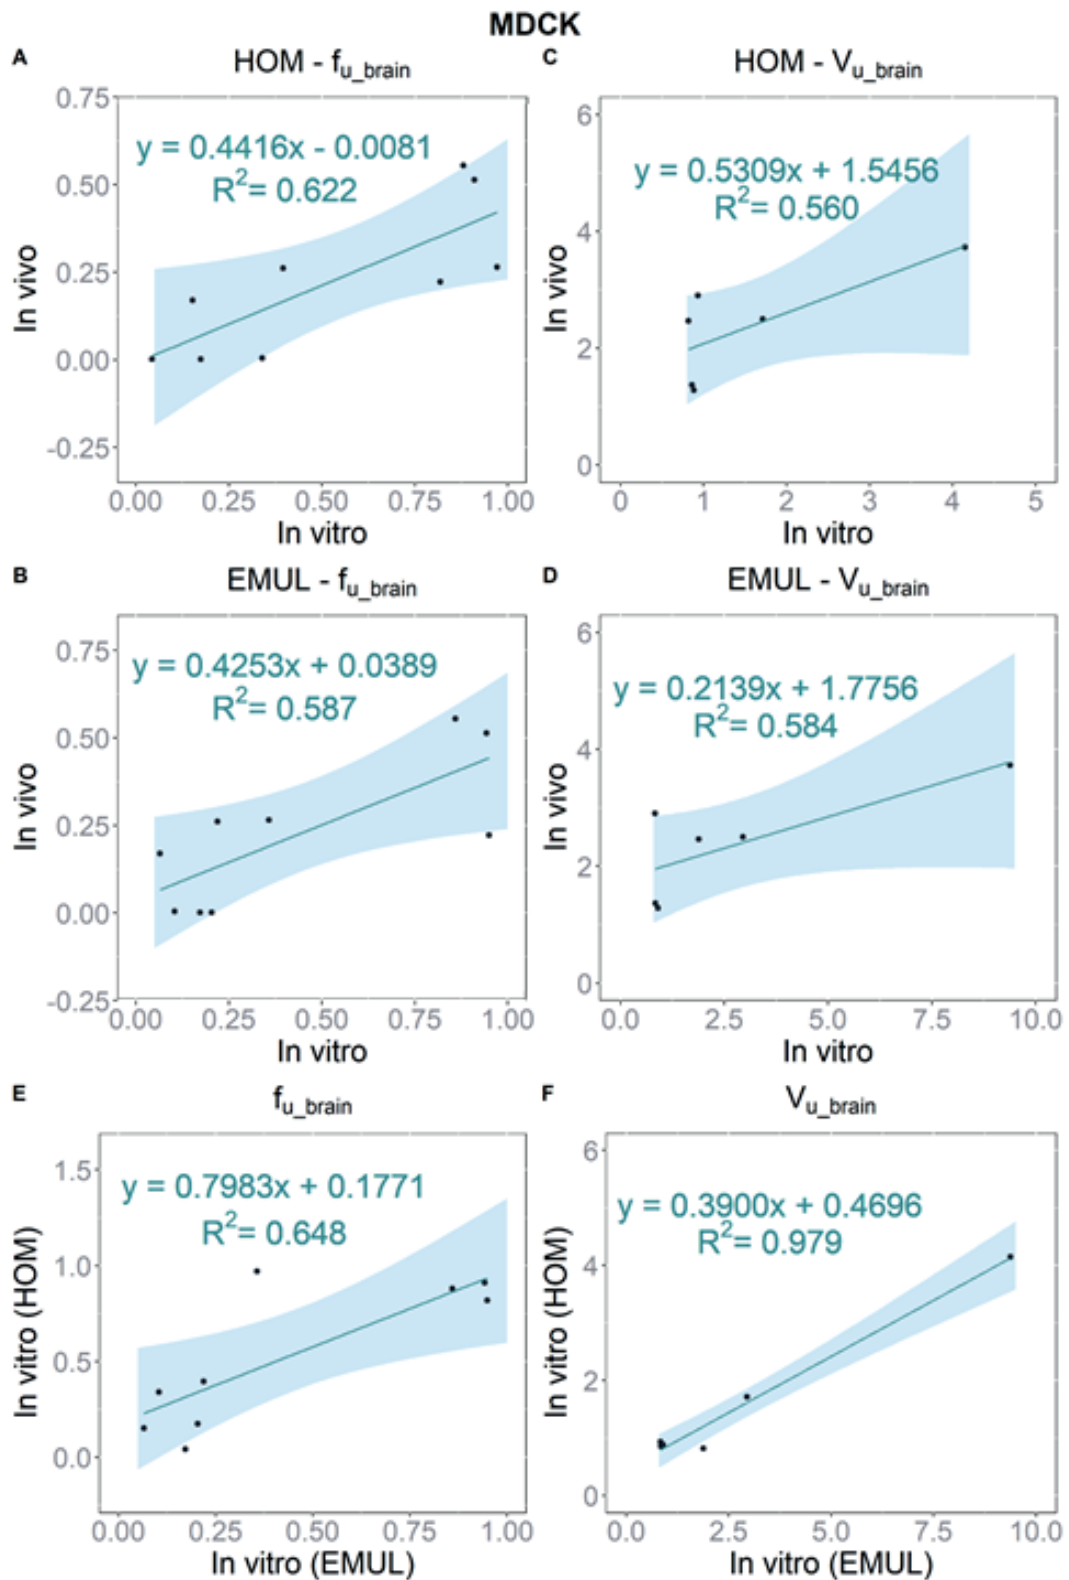 MDCK
A
HOM - fu_brain
0.75
0.50
0.25
0.00
-0.25
In vivo
y = 0.4416x - 0.0081
R2= 0.622
0.00 0.25 0.50 0.75 1.00
In vitro
C
HOM - Vu_brain
6
4
2
0
In vivo
y = 0.5309x + 1.5456
R2= 0.560
0 1 2 3 4 5
In vitro
B
EMUL - fu_brain
0.75
0.50
0.25
0.00
-0.25
In vivo
y = 0.4253x + 0.0389
R2= 0.587
0.00 0.25 0.50 0.75 1.00
In vitro
D
EMUL - Vu_brain
6
4
2
0
In vivo
y = 0.2139x + 1.7756
R2= 0.584
0.0 2.5 5.0 7.5 10.0
In vitro
E
fu_brain
1.5
1.0
0.5
0.0
In vitro (HOM)
y = 0.7983x + 0.1771
R2= 0.648
0.00 0.25 0.50 0.75 1.00
In vitro (EMUL)
F
Vu_brain
6
4
2
0
In vitro (HOM)
y = 0.3900x + 0.4696
R2= 0.979
0.0 2.5 5.0 7.5 10.0
In vitro (EMUL)